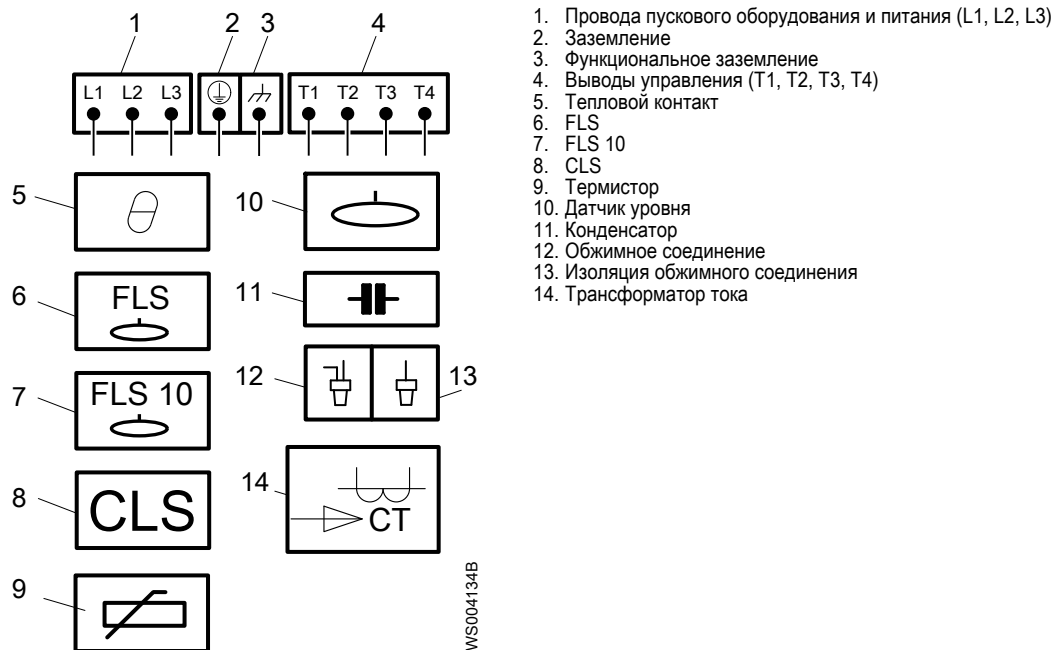 1 2 3 4
L1 L2 L3 T1 T2 T3 T4
5 10
6 FLS 11
7 FLS 10 12 13
8 CLS 14 CT
9
WS004134B
1. Провода пускового оборудования и питания (L1, L2, L3)
2. Заземление
3. Функциональное заземление
4. Выводы управления (T1, T2, T3, T4)
5. Тепловой контакт
6. FLS
7. FLS 10
8. CLS
9. Термистор
10. Датчик уровня
11. Конденсатор
12. Обжимное соединение
13. Изоляция обжимного соединения
14. Трансформатор тока